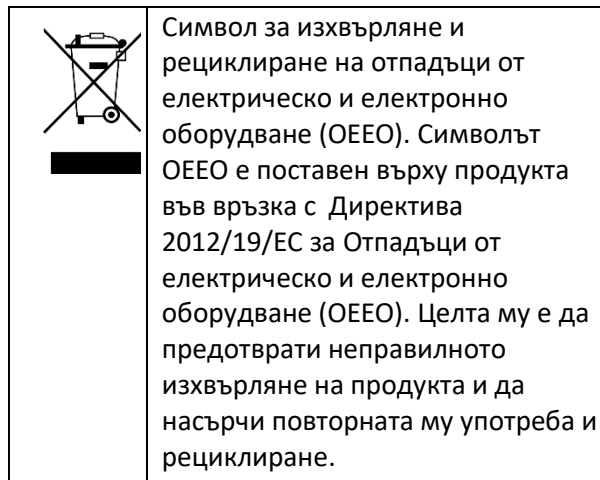 Символ за изхвърляне и
рециклиране на отпадъци от
електрическо и електронно
оборудване (ОЕЕО). Символът
ОЕЕО е поставен върху продукта
във връзка с  Директива
2012/19/ЕС за Отпадъци от
електрическо и електронно
оборудване (ОЕЕО). Целта му е да
предотврати неправилното
изхвърляне на продукта и да
насърчи повторната му употреба и
рециклиране.